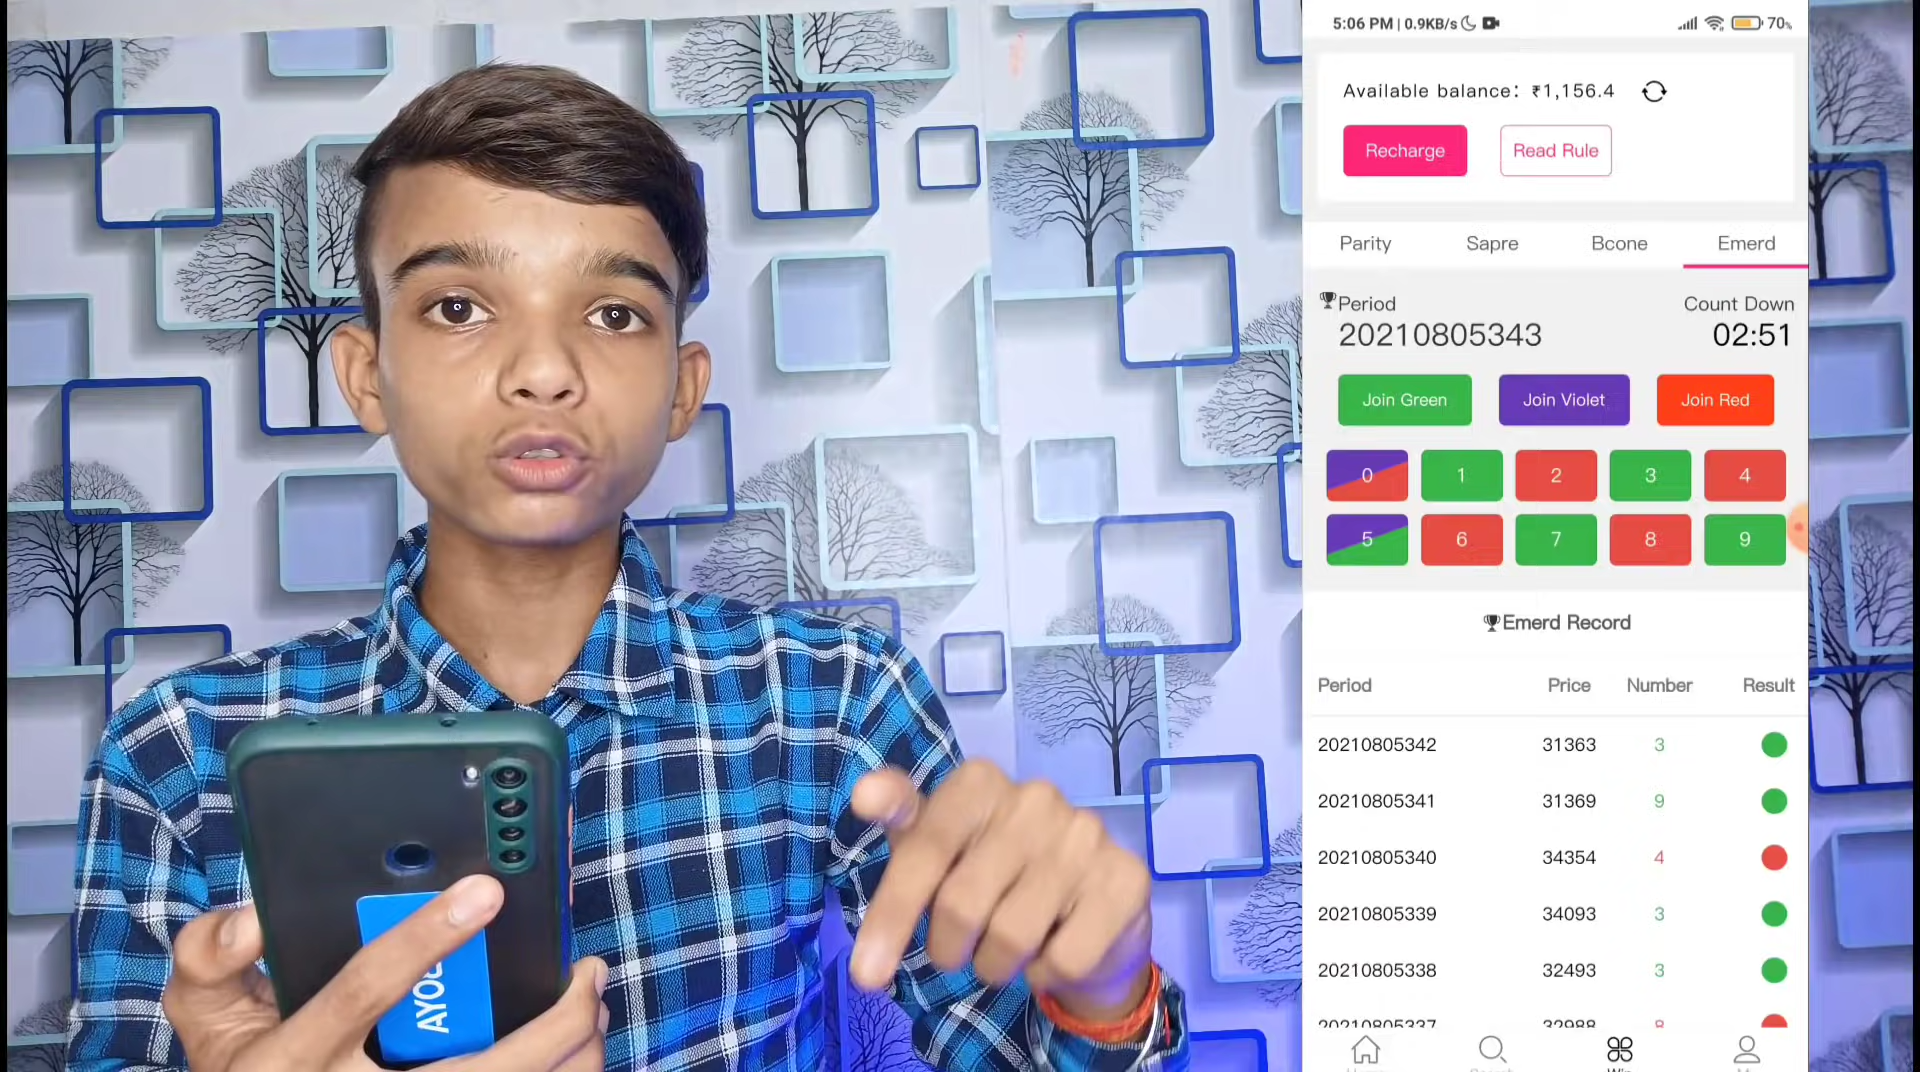 5:06 PM | 0.9KB/s
70%
Available balance: ₹1,156.4
Recharge
Read Rule
Parity Sapre Bcone Emerd
Period
Count Down
20210805343
02:51
Join Green
Join Violet
Join Red
0 1 2 3 4
5 6 7 8 9
Emerd Record
Period Price Number Result
20210805342 31363 3
20210805341 31369 9
20210805340 34354 4
20210805339 34093 3
20210805338 32493 3
20210805337 32988 8